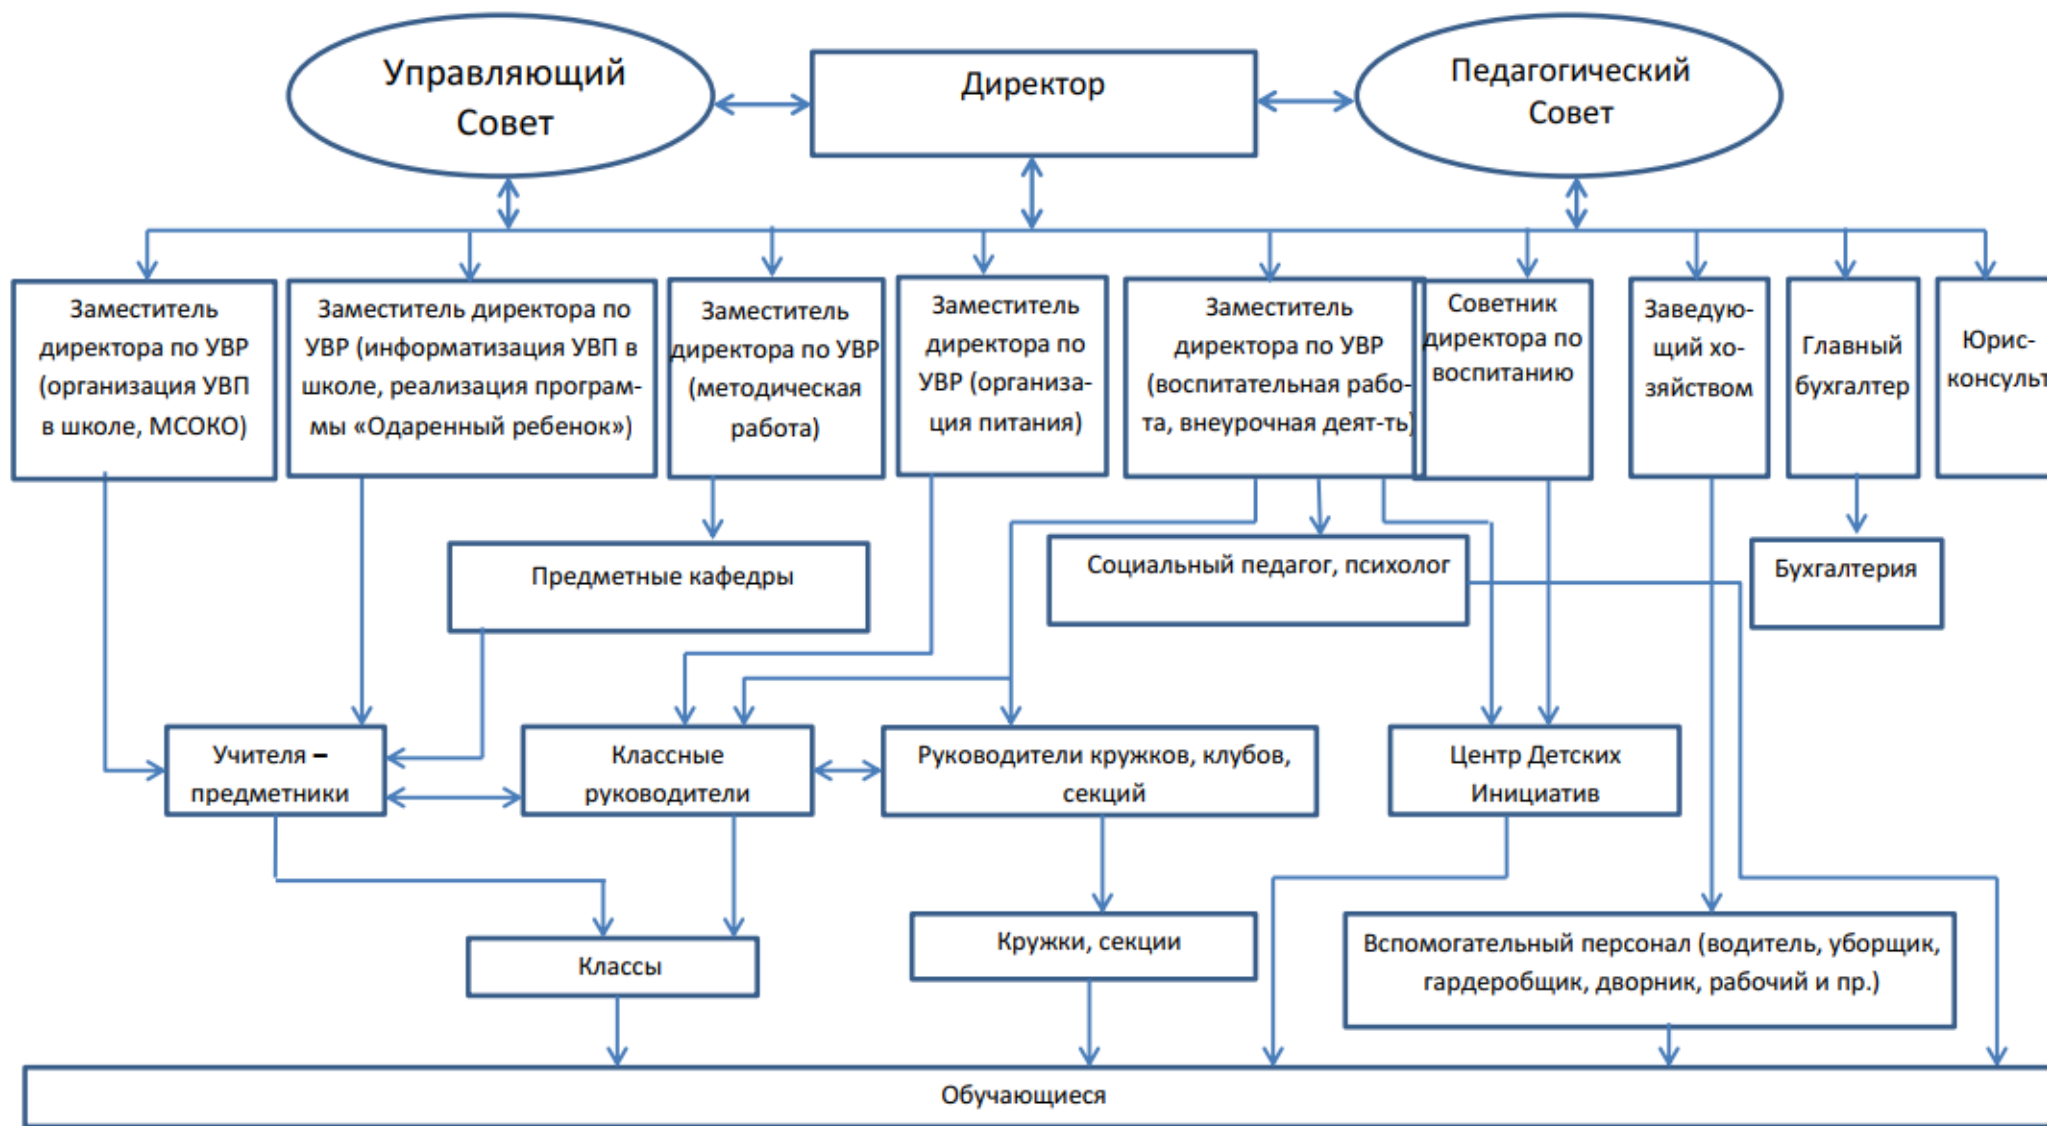 Управляющий
Совет
Директор
Педагогический
Совет
Заместитель
директора по УВР
(организация УВП
в школе, МСОКО)
Заместитель директора по
УВР (информатизация УВП в
школе, реализация програм-
мы «Одаренный ребенок»)
Заместитель
директора по УВР
(методическая
работа)
Заместитель
директора по
УВР (организа-
ция питания)
Заместитель
директора по УВР
(воспитательная рабо-
та, внеурочная деят-ть)
Советник
директора по
воспитанию
Заведую-
щий хо-
зяйством
Главный
бухгалтер
Юрис-
консульт
Предметные кафедры
Социальный педагог, психолог
Бухгалтерия
Учителя –
предметники
Классные
руководители
Руководители кружков, клубов,
секций
Центр Детских
Инициатив
Классы
Кружки, секции
Вспомогательный персонал (водитель, уборщик,
гардеробщик, дворник, рабочий и пр.)
Обучающиеся